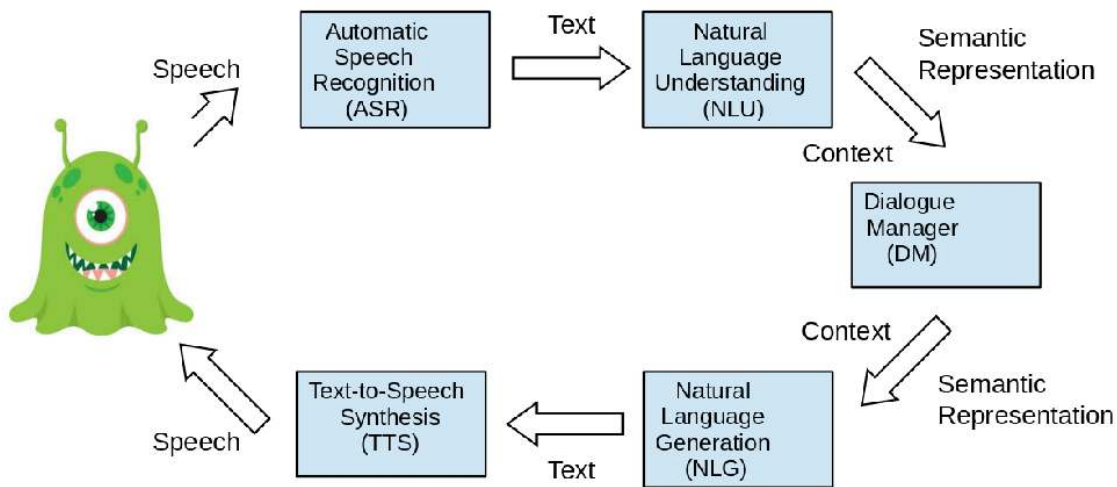 Speech
Automatic
Speech
Recognition
(ASR)
Text
Natural
Language
Understanding
(NLU)
Semantic
Representation
Context
Dialogue
Manager
(DM)
Context
Semantic
Representation
Natural
Language
Generation
(NLG)
Text
Text-to-Speech
Synthesis
(TTS)
Speech